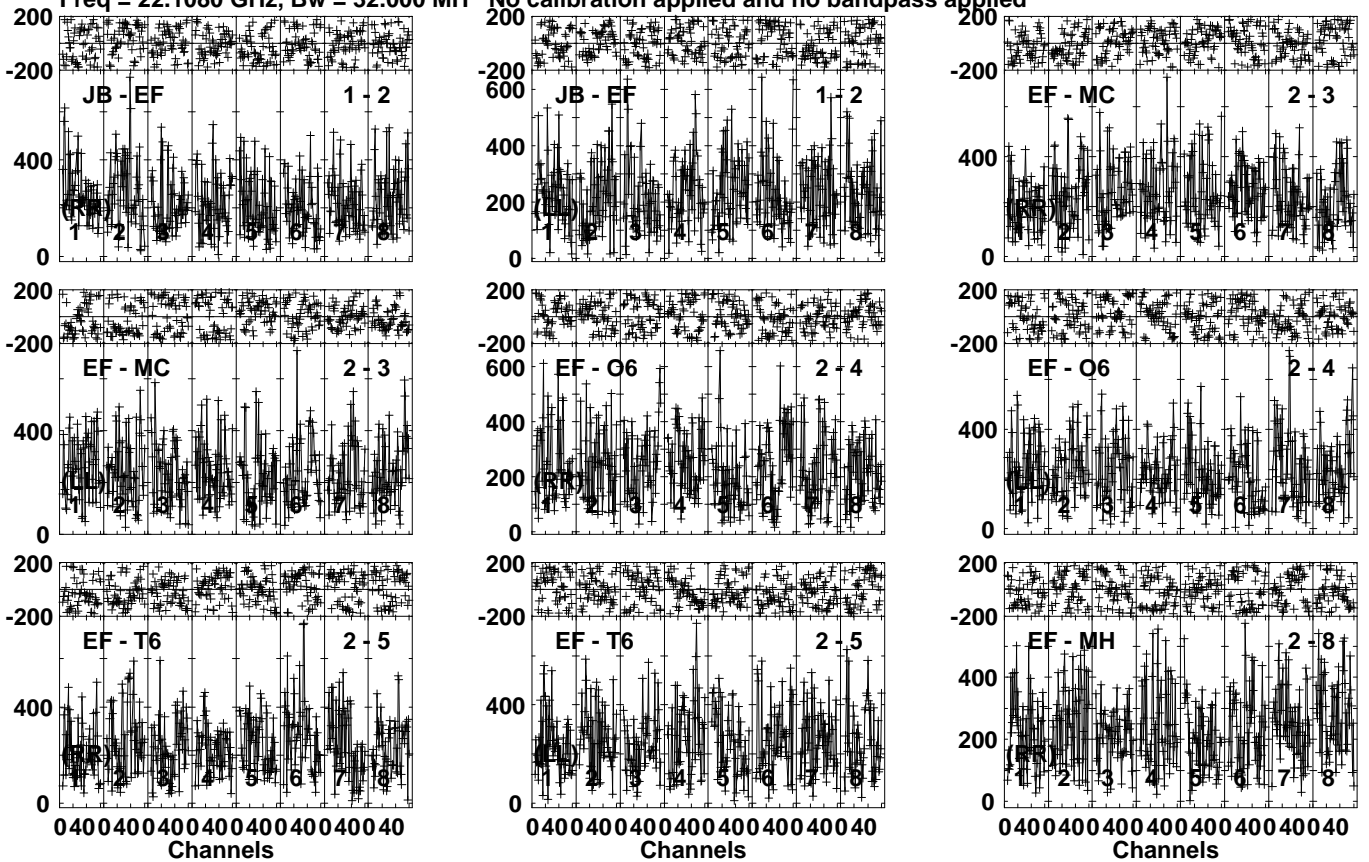 Freq = 22.1080 GHz, Bw = 32.000 MH No calibration applied and no bandpass applied
200 200 200
-200 -200 -200
JB - EF 1 - 2 600 JB - EF 1 - 2 EF - MC 2 - 3
400 400 400
200
(RR) (LL) (RR)
1 2 3 4 5 6 7 8 1 2 3 4 5 6 7 8 1 2 3 4 5 6 7 8
0 0 0
200 200 200
-200 -200 -200
EF - MC 2 - 3 600 EF - O6 2 - 4 EF - O6 2 - 4
400 400 400
200
(LL) (RR) (LL)
1 2 3 4 5 6 7 8 1 2 3 4 5 6 7 8 1 2 3 4 5 6 7 8
0 0 0
200 200 200
-200 -200 -200
EF - T6 2 - 5 EF - T6 2 - 5 EF - MH 2 - 8
400 400 400
200
(RR) (LL) (RR)
1 2 3 4 5 6 7 8 1 2 3 4 5 6 7 8 1 2 3 4 5 6 7 8
0 0 0
0 40 0 40 0 40 0 40 0 40 0 40 0 40 0 40 0 40 0 40 0 40 0 40 0 40 0 40 0 40 0 40 0 40 0 40 0 40 0 40 0 40 0 40 0 40 0 40
Channels Channels Channels